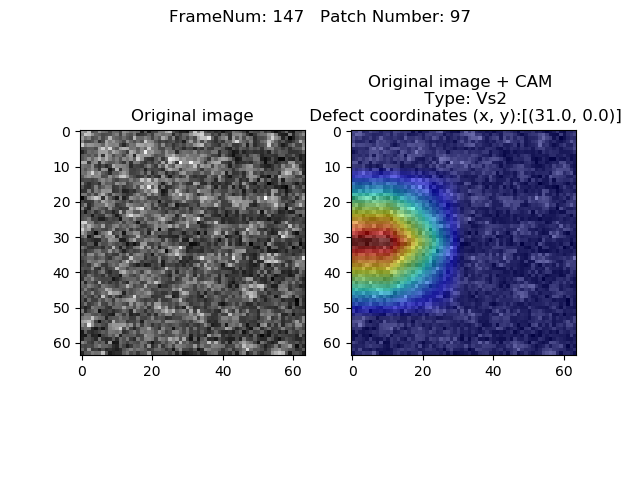 FrameNum: 147   Patch Number: 97
Original image
0
10
20
30
40
50
60
0 20 40 60
Original image + CAM
Type: Vs2
Defect coordinates (x, y):[(31.0, 0.0)]
0
10
20
30
40
50
60
0 20 40 60